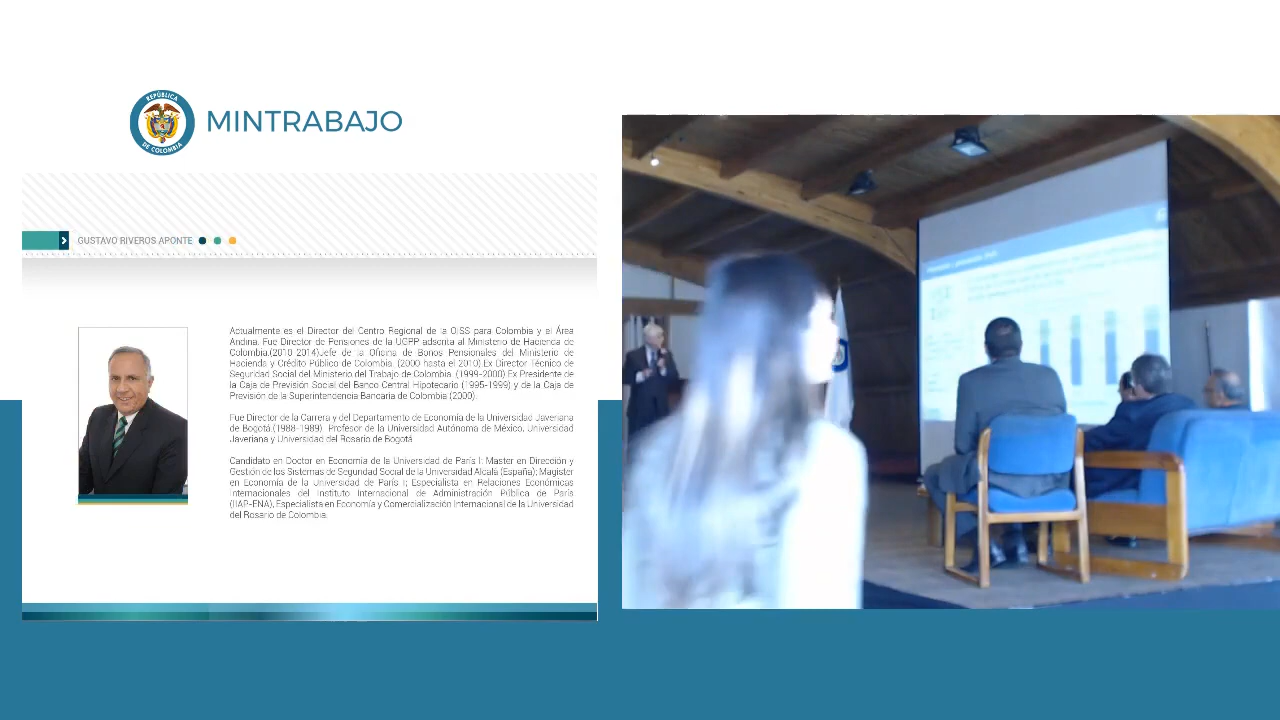 REPÚBLICA
DE COLOMBIA
MINTRABAJO
GUSTAVO RIVEROS APONTE
Actualmente es el Director del Centro Regional de la OISS para Colombia y el Área
Andina. Fue Director de Pensiones de la UGPP adscrita al Ministerio de Hacienda de
Colombia.(2010-2014)Jefe de la Oficina de Bonos Pensionales del Ministerio de
Hacienda y Crédito Público de Colombia. (2000 hasta el 2010) Ex Director Técnico de
Seguridad Social del Ministerio del Trabajo de Colombia. (1999-2000) Ex Presidente de
la Caja de Previsión Social del Banco Central Hipotecario (1995-1999) y de la Caja de
Previsión de la Superintendencia Bancaria de Colombia (2000).
Fue Director de la Carrera y del Departamento de Economía de la Universidad Javeriana
de Bogotá.(1988-1989) Profesor de la Universidad Autónoma de México, Universidad
Javeriana y Universidad del Rosario de Bogotá
Candidato en Doctor en Economía de la Universidad de París I; Master en Dirección y
Gestión de los Sistemas de Seguridad Social de la Universidad Alcalá (España); Magister
en Economía de la Universidad de París I; Especialista en Relaciones Económicas
Internacionales del Instituto Internacional de Administración Pública de París
(IIAP-ENA), Especialista en Economía y Comercialización Internacional de la Universidad
del Rosario de Colombia.